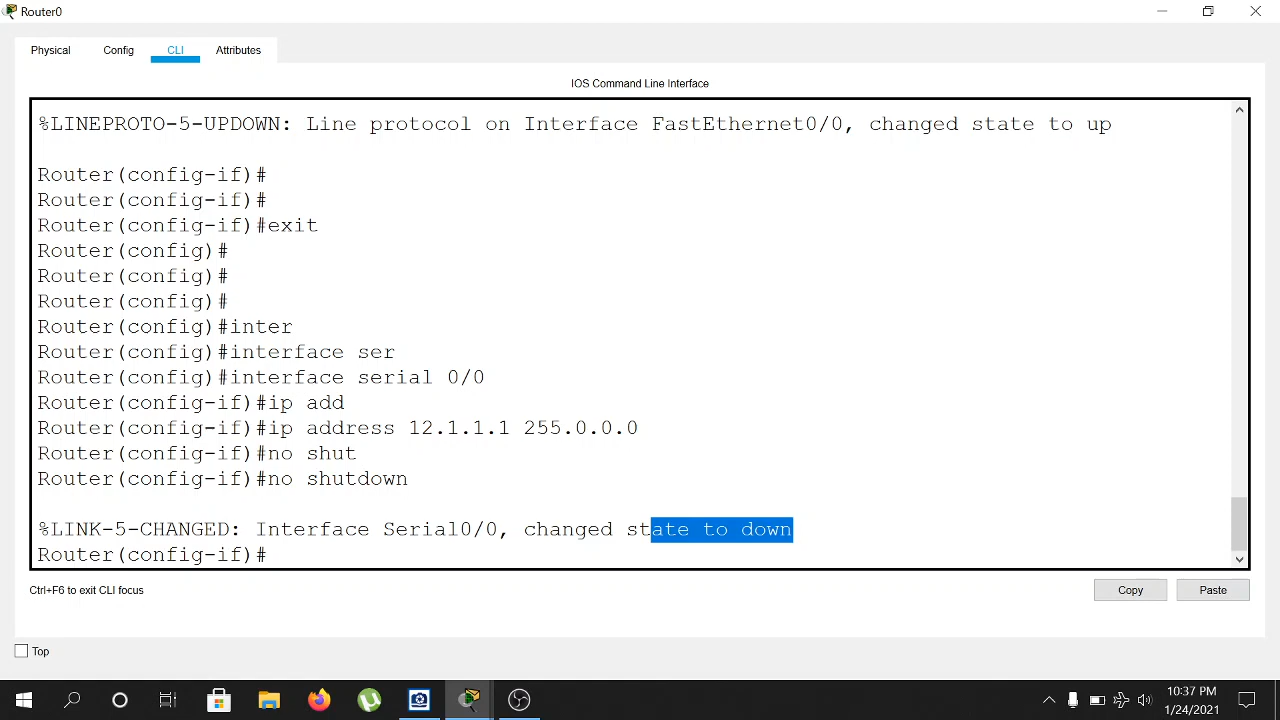 Router0
Physical Config CLI Attributes
IOS Command Line Interface
%LINEPROTO-5-UPDOWN: Line protocol on Interface FastEthernet0/0, changed state to up
Router(config-if)#
Router(config-if)#
Router(config-if)#exit
Router(config)#
Router(config)#
Router(config)#
Router(config)#inter
Router(config)#interface ser
Router(config)#interface serial 0/0
Router(config-if)#ip add
Router(config-if)#ip address 12.1.1.1 255.0.0.0
Router(config-if)#no shut
Router(config-if)#no shutdown
%LINK-5-CHANGED: Interface Serial0/0, changed state to down
Router(config-if)#
Ctrl+F6 to exit CLI focus
Copy Paste
Top
10:37 PM
1/24/2021